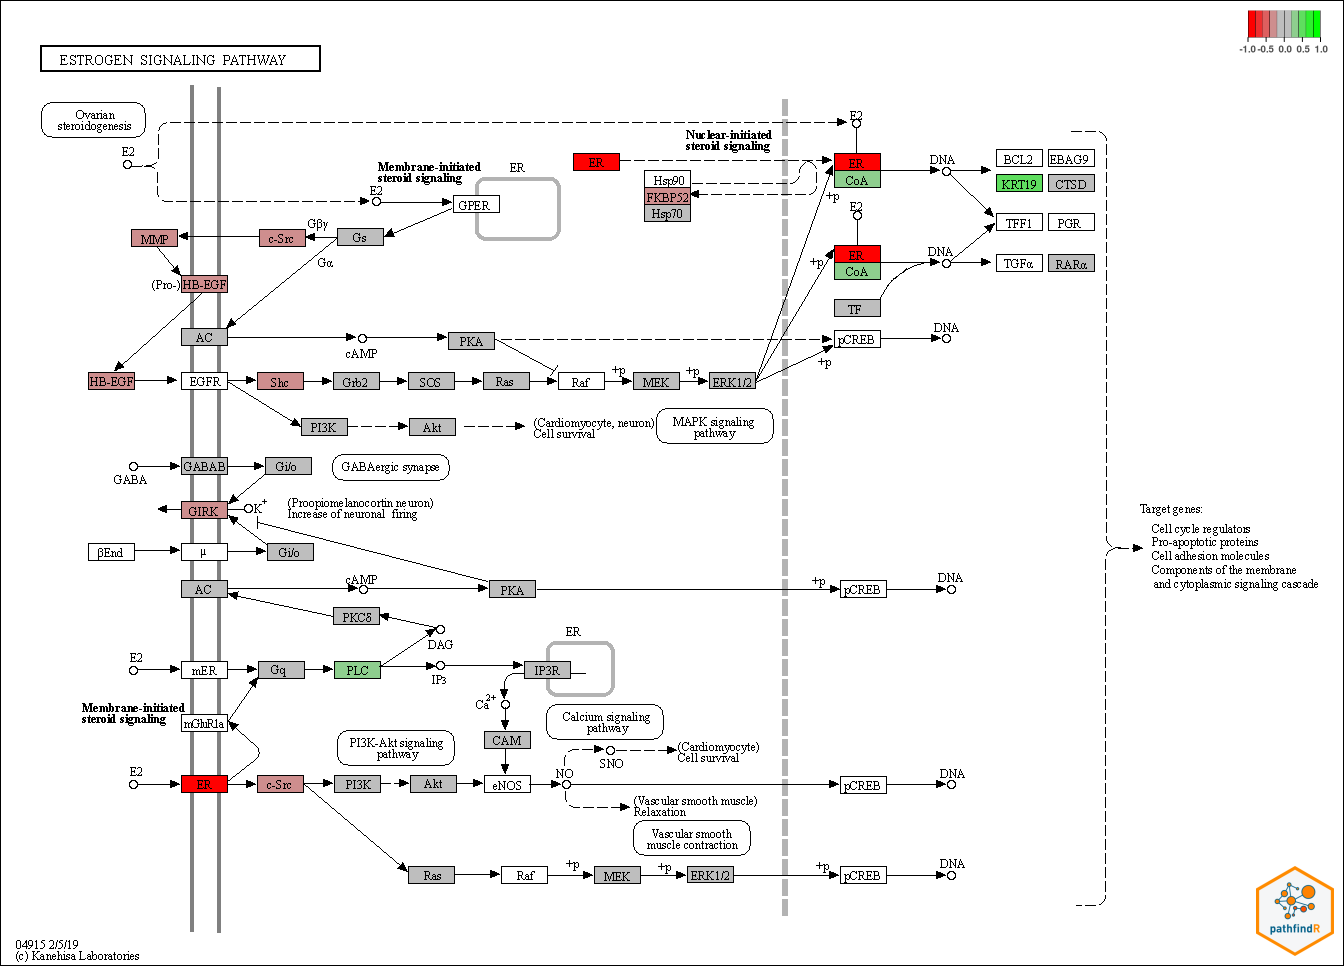 -1.0 -0.5 0.0 0.5 1.0
ESTROGEN SIGNALING PATHWAY
Ovarian
steroidogenesis
E2
E2
Membrane-initiated
steroid signaling
E2
GPER
ER
ER
Nuclear-initiated
steroid signaling
Hsp90
FKBP52
Hsp70
E2
ER
CoA
+p
DNA
BCL2
EBAG9
KRT19
CTSD
E2
TFF1
PGR
ER
CoA
+p
DNA
TGFα
RARα
TF
MMP
c-Src
Gβγ
Gs
Gα
(Pro-)
HB-EGF
AC
cAMP
PKA
pCREB
DNA
+p
HB-EGF
EGFR
Shc
Grb2
SOS
Ras
Raf
+p
MEK
+p
ERK1/2
PI3K
Akt
(Cardiomyocyte, neuron)
Cell survival
MAPK signaling
pathway
GABA
GABAB
Gi/o
GABAergic synapse
GIRK
K+
(Proopiomelanocortin neuron)
Increase of neuronal firing
βEnd
μ
Gi/o
Target genes:
Cell cycle regulators
Pro-apoptotic proteins
Cell adhesion molecules
Components of the membrane
and cytoplasmic signaling cascade
AC
cAMP
PKA
+p
pCREB
DNA
PKCδ
DAG
E2
mER
Gq
PLC
IP3
IP3R
ER
Ca2+
Membrane-initiated
steroid signaling
mGluR1a
PI3K-Akt signaling
pathway
CAM
Calcium signaling
pathway
SNO
(Cardiomyocyte)
Cell survival
E2
ER
c-Src
PI3K
Akt
eNOS
NO
pCREB
DNA
(Vascular smooth muscle)
Relaxation
Vascular smooth
muscle contraction
Ras
Raf
+p
MEK
+p
ERK1/2
+p
pCREB
DNA
pathfindR
04915 2/5/19
(c) Kanehisa Laboratories